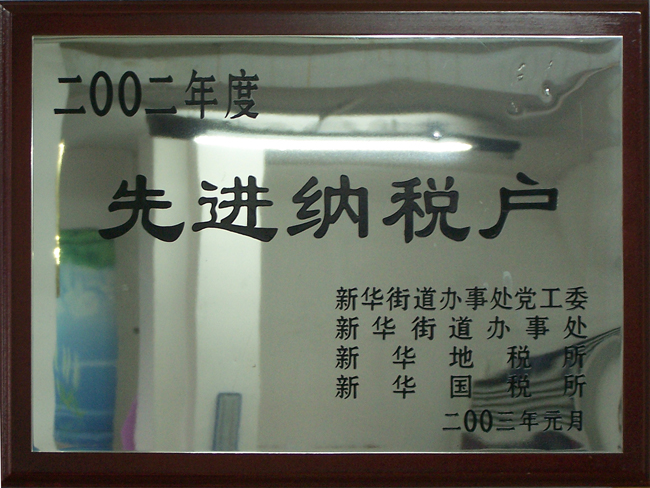 二00二年度
先进纳税户
新华街道办事处党工委
新华街道办事处
新华地税所
新华国税所
二00三年元月